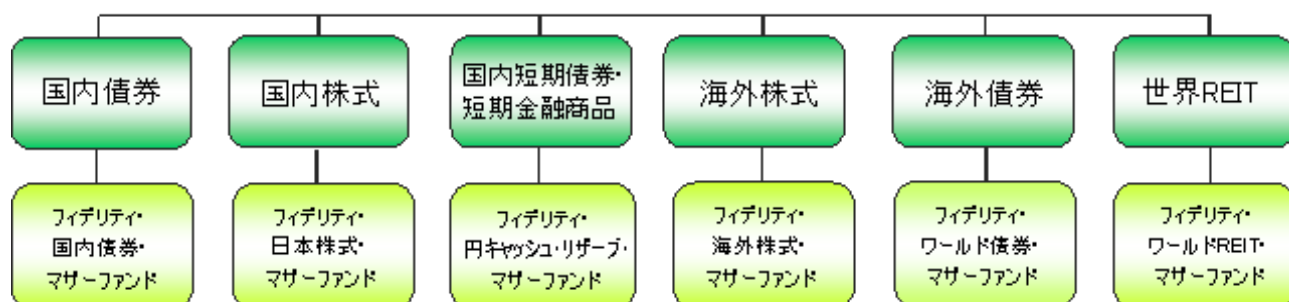 国内債券
国内株式
国内短期債券・
短期金融商品
海外株式
海外債券
世界REIT
フィデリティ・
国内債券・
マザーファンド
フィデリティ・
日本株式・
マザーファンド
フィデリティ・
円キャッシュ・リザーブ・
マザーファンド
フィデリティ・
海外株式・
マザーファンド
フィデリティ・
ワールド債券・
マザーファンド
フィデリティ・
ワールドREIT・
マザーファンド